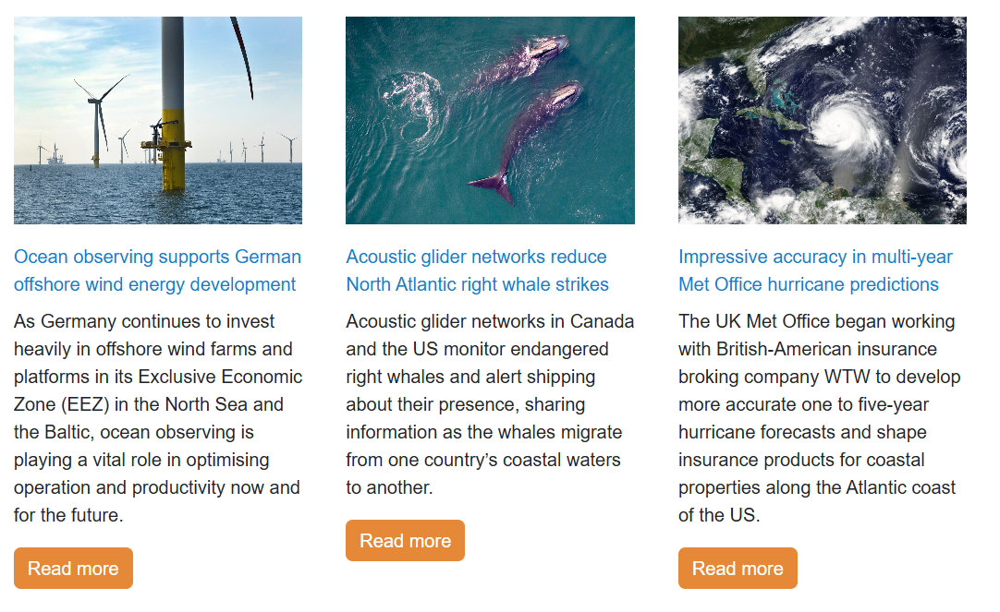 Ocean observing supports German
offshore wind energy development
As Germany continues to invest
heavily in offshore wind farms and
platforms in its Exclusive Economic
Zone (EEZ) in the North Sea and
the Baltic, ocean observing is
playing a vital role in optimising
operation and productivity now and
for the future.
Read more
Acoustic glider networks reduce
North Atlantic right whale strikes
Acoustic glider networks in Canada
and the US monitor endangered
right whales and alert shipping
about their presence, sharing
information as the whales migrate
from one country’s coastal waters
to another.
Read more
Impressive accuracy in multi-year
Met Office hurricane predictions
The UK Met Office began working
with British-American insurance
broking company WTW to develop
more accurate one to five-year
hurricane forecasts and shape
insurance products for coastal
properties along the Atlantic coast
of the US.
Read more